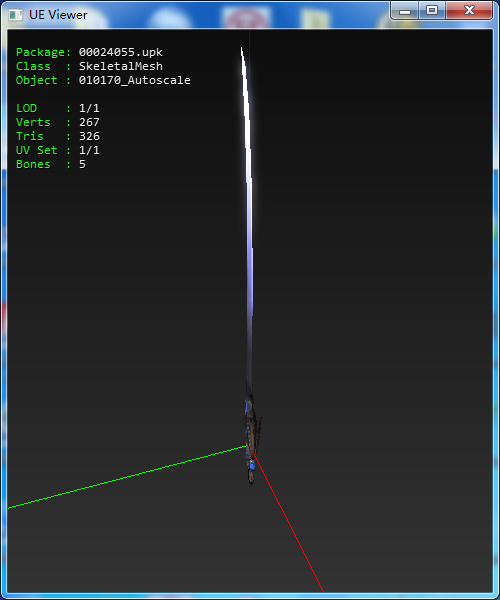 UE Viewer
Package: 00024055.upk
Class  : SkeletalMesh
Object : 010170_Autoscale
LOD    : 1/1
Verts  : 267
Tris   : 326
UV Set : 1/1
Bones  : 5